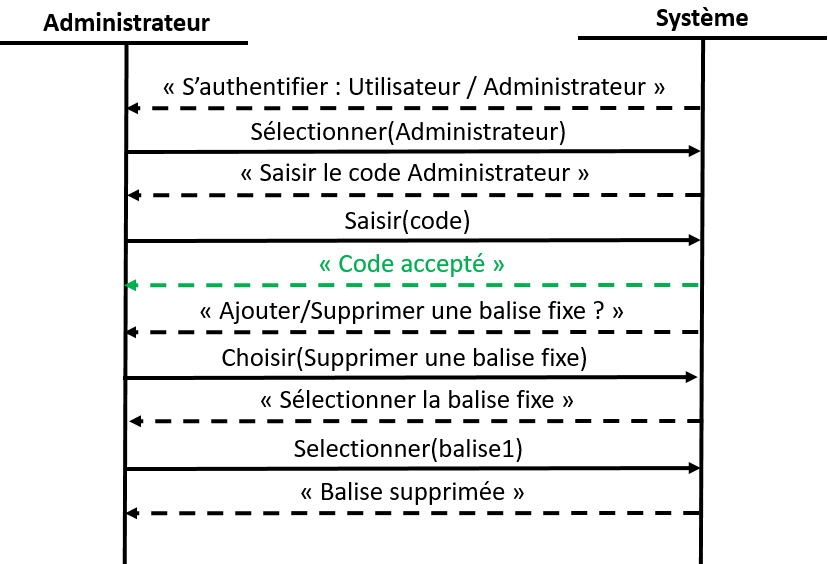 Administrateur
Système
« S’authentifier : Utilisateur / Administrateur »
Sélectionner(Administrateur)
« Saisir le code Administrateur »
Saisir(code)
« Code accepté »
« Ajouter/Supprimer une balise fixe ? »
Choisir(Supprimer une balise fixe)
« Sélectionner la balise fixe »
Selectionner(balise1)
« Balise supprimée »